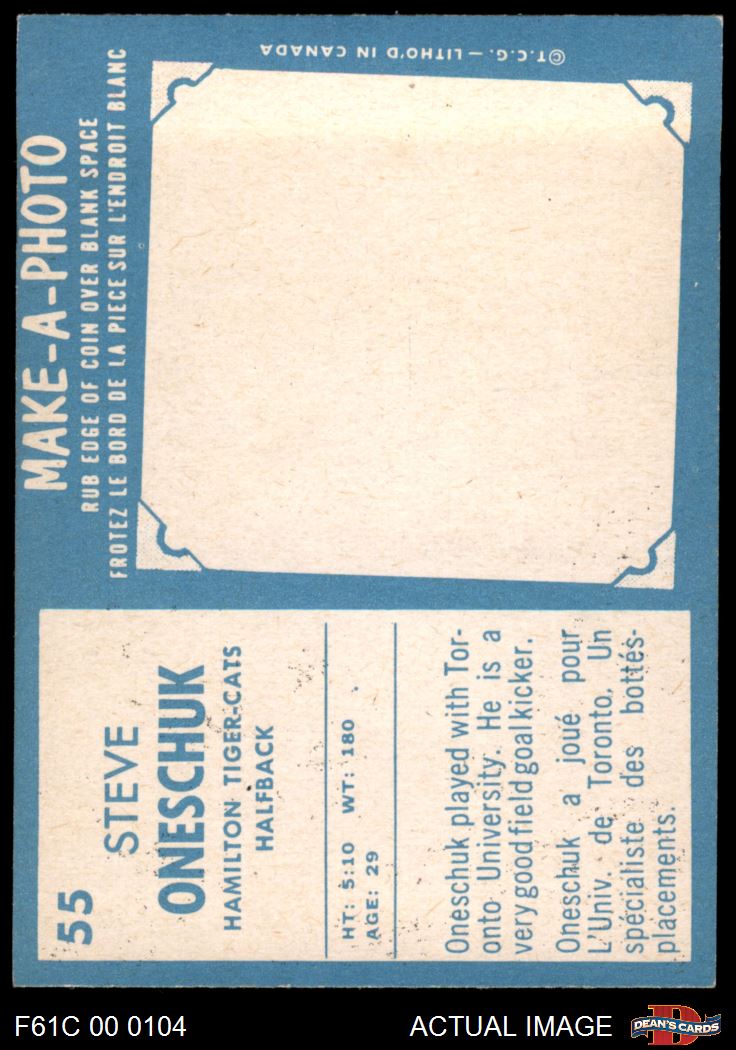 MAKE-A-PHOTO
RUB EDGE OF COIN OVER BLANK SPACE
FROTEZ LE BORD DE LA PIECE SUR L'ENDROIT BLANC
©T.C.G. — LITHO'D IN CANADA
55
STEVE
ONESCHUK
HAMILTON TIGER-CATS
HALFBACK
HT: 5:10 WT: 180
AGE: 29
Oneschuk played with Tor-
onto University. He is a
very good field goal kicker.
Oneschuk a joué pour
L'Univ. de Toronto. Un
spécialiste des bottés-
placements.
F61C 00 0104
ACTUAL IMAGE
D
DEAN'S CARDS